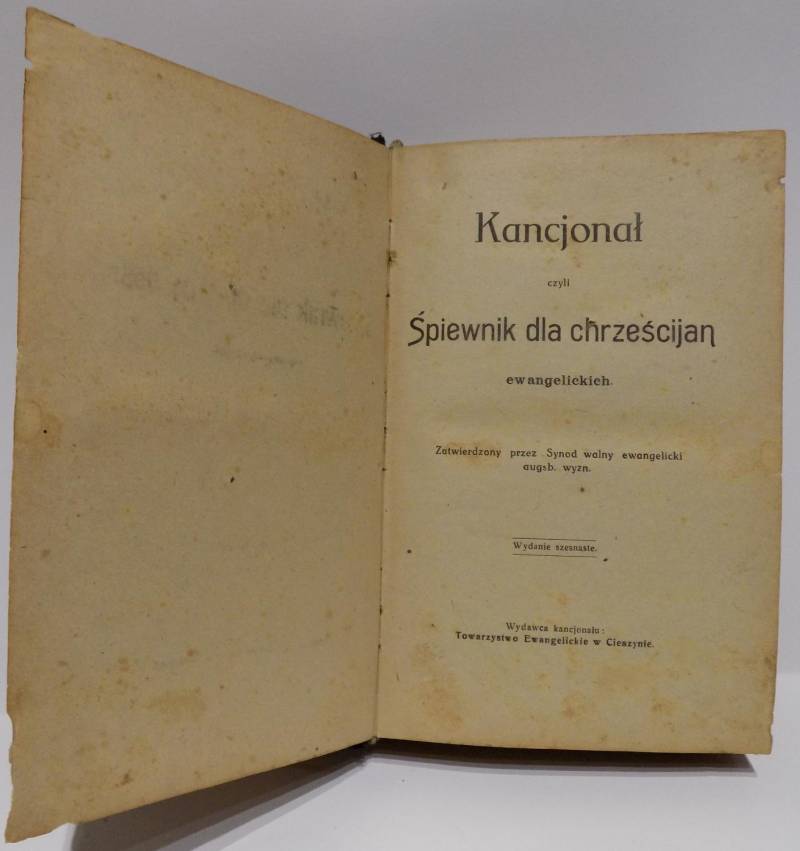 Kancjonał
czyli
Śpiewnik dla chrześcijan
ewangelickich.
Zatwierdzony przez Synod walny ewangelicki
augsb. wyzn.
Wydanie szesnaste.
Wydawca kancjonału:
Towarzystwo Ewangelickie w Cieszynie.